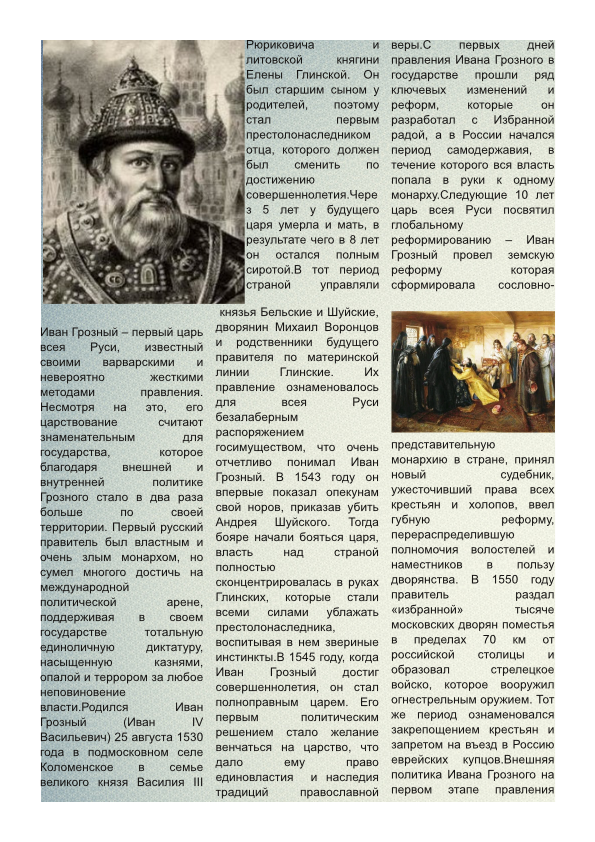 Иван Грозный – первый царь
всея Руси, известный
своими варварскими и
невероятно жесткими
методами правления.
Несмотря на это, его
царствование считают
знаменательным для
государства, которое
благодаря внешней и
внутренней политике
Грозного стало в два раза
больше по своей
территории. Первый русский
правитель был властным и
очень злым монархом, но
сумел многого достичь на
международной
политической арене,
поддерживая в своем
государстве тотальную
единоличную диктатуру,
насыщенную казнями,
опалой и террором за любое
неповиновение
власти.Родился Иван
Грозный (Иван IV
Васильевич) 25 августа 1530
года в подмосковном селе
Коломенское в семье
великого князя Василия III
Рюриковича и
литовской княгини
Елены Глинской. Он
был старшим сыном у
родителей, поэтому
стал первым
престолонаследником
отца, которого должен
был сменить по
достижению
совершеннолетия.Чере
з 5 лет у будущего
царя умерла и мать, в
результате чего в 8 лет
он остался полным
сиротой.В тот период
страной управляли
князья Бельские и Шуйские,
дворянин Михаил Воронцов
и родственники будущего
правителя по материнской
линии Глинские. Их
правление ознаменовалось
для всея Руси
безалаберным
распоряжением
госимуществом, что очень
отчетливо понимал Иван
Грозный. В 1543 году он
впервые показал опекунам
свой норов, приказав убить
Андрея Шуйского. Тогда
бояре начали бояться царя,
власть над страной
полностью
сконцентрировалась в руках
Глинских, которые стали
всеми силами ублажать
престолонаследника,
воспитывая в нем звериные
инстинкты.В 1545 году, когда
Иван Грозный достиг
совершеннолетия, он стал
полноправным царем. Его
первым политическим
решением стало желание
венчаться на царство, что
дало ему право
единовластия и наследия
традиций православной
веры.С первых дней
правления Ивана Грозного в
государстве прошли ряд
ключевых изменений и
реформ, которые он
разработал с Избранной
радой, а в России начался
период самодержавия, в
течение которого вся власть
попала в руки к одному
монарху.Следующие 10 лет
царь всея Руси посвятил
глобальному
реформированию – Иван
Грозный провел земскую
реформу которая
сформировала сословно-
представительную
монархию в стране, принял
новый судебник,
ужесточивший права всех
крестьян и холопов, ввел
губную реформу,
перераспределившую
полномочия волостелей и
наместников в пользу
дворянства. В 1550 году
правитель раздал
«избранной» тысяче
московских дворян поместья
в пределах 70 км от
российской столицы и
образовал стрелецкое
войско, которое вооружил
огнестрельным оружием. Тот
же период ознаменовался
закрепощением крестьян и
запретом на въезд в Россию
еврейских купцов.Внешняя
политика Ивана Грозного на
первом этапе правления